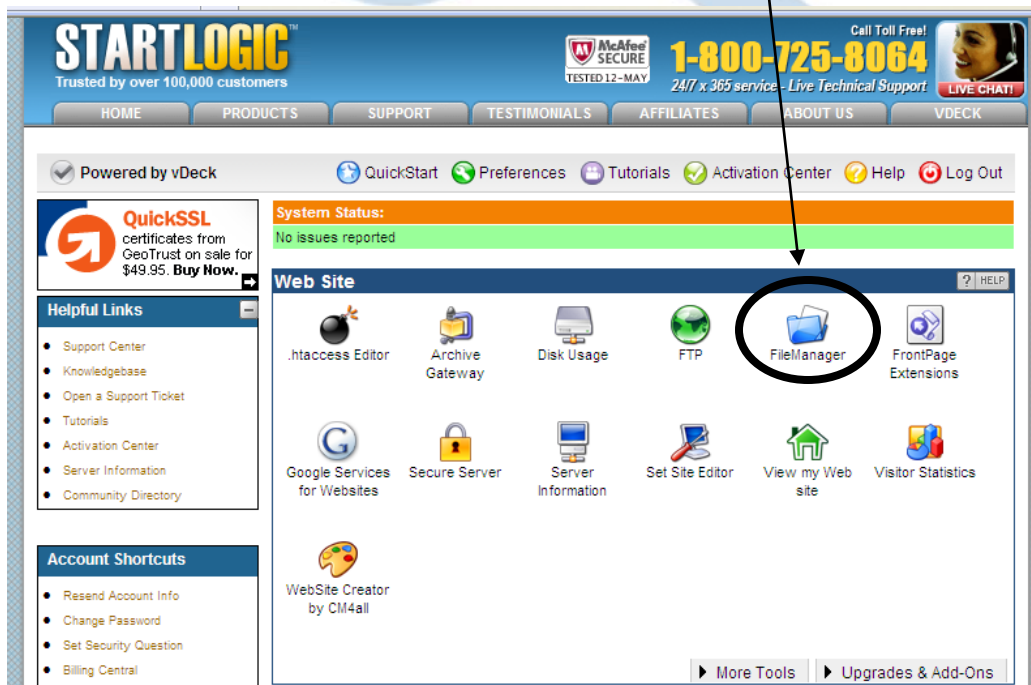 STARTLOGIC™
Trusted by over 100,000 customers
McAfee
SECURE
TESTED 12-MAY
Call Toll Free!
1-800-725-8064
24/7 x 365 service - Live Technical Support
LIVE CHAT!
HOME PRODUCTS SUPPORT TESTIMONIALS AFFILIATES ABOUT US VDECK
Powered by vDeck QuickStart Preferences Tutorials Activation Center Help Log Out
QuickSSL
certificates from
GeoTrust on sale for
$49.95. Buy Now.
Helpful Links
Support Center
Knowledgebase
Open a Support Ticket
Tutorials
Activation Center
Server Information
Community Directory
Account Shortcuts
Resend Account Info
Change Password
Set Security Question
Billing Central
System Status:
No issues reported
Web Site ? HELP
.htaccess Editor Archive Disk Usage FTP FileManager FrontPage
Gateway Extensions
Google Services Secure Server Server Set Site Editor View my Web Visitor Statistics
for Websites Information site
WebSite Creator
by CM4all
More Tools Upgrades & Add-Ons